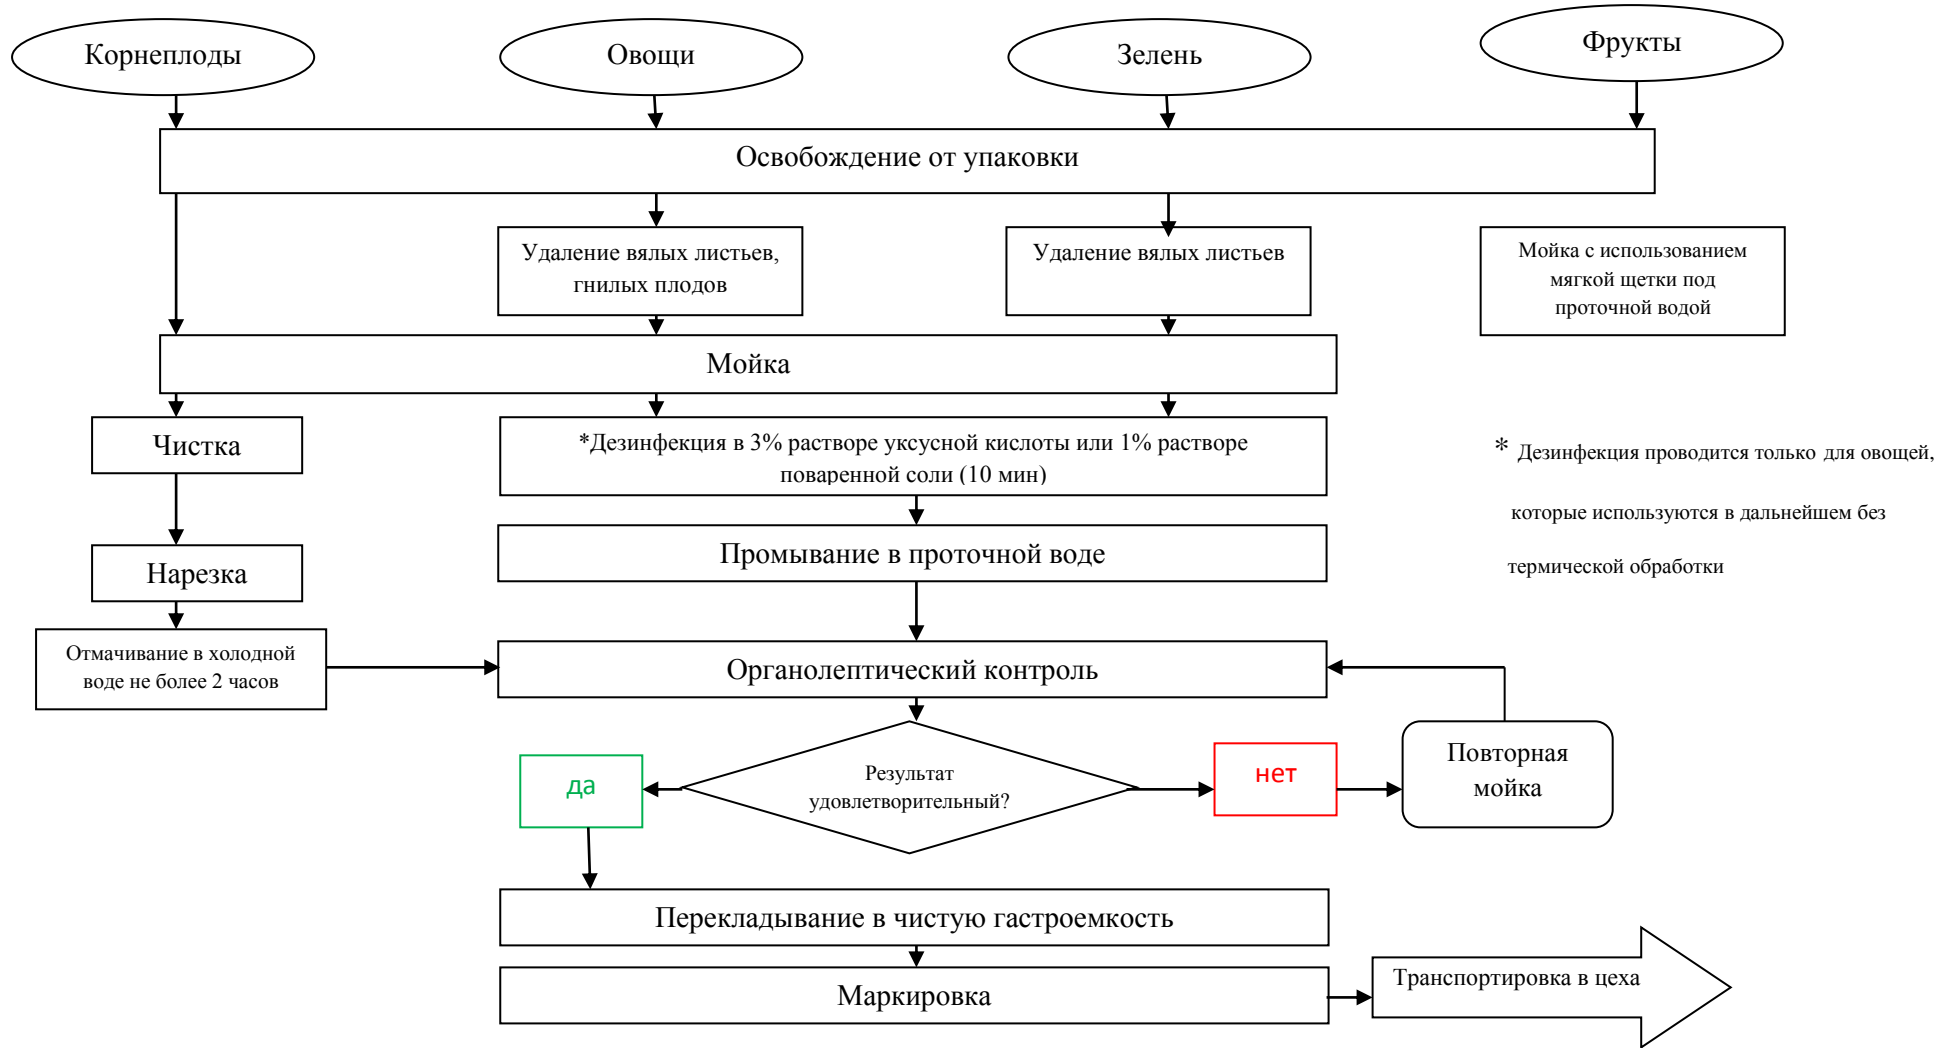 Корнеплоды
Овощи
Зелень
Фрукты
Освобождение от упаковки
Удаление вялых листьев,
гнилых плодов
Удаление вялых листьев
Мойка с использованием
мягкой щетки под
проточной водой
Мойка
Чистка
*Дезинфекция в 3% растворе уксусной кислоты или 1% растворе
поваренной соли (10 мин)
* Дезинфекция проводится только для овощей,
которые используются в дальнейшем без
термической обработки
Промывание в проточной воде
Нарезка
Отмачивание в холодной
воде не более 2 часов
Органолептический контроль
Результат
удовлетворительный?
да
нет
Повторная
мойка
Перекладывание в чистую гастроемкость
Маркировка
Транспортировка в цеха